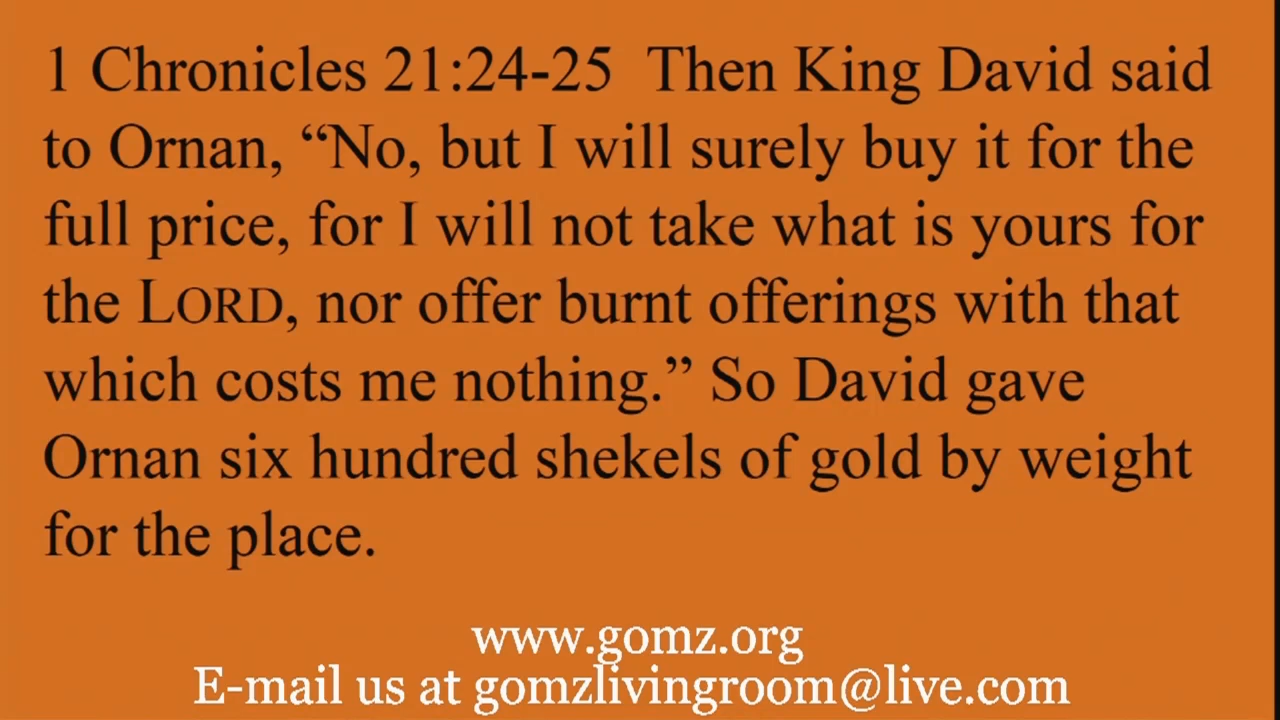 1 Chronicles 21:24-25  Then King David said
to Ornan, “No, but I will surely buy it for the
full price, for I will not take what is yours for
the LORD, nor offer burnt offerings with that
which costs me nothing.” So David gave
Ornan six hundred shekels of gold by weight
for the place.
www.gomz.org
E-mail us at gomzlivingroom@live.com